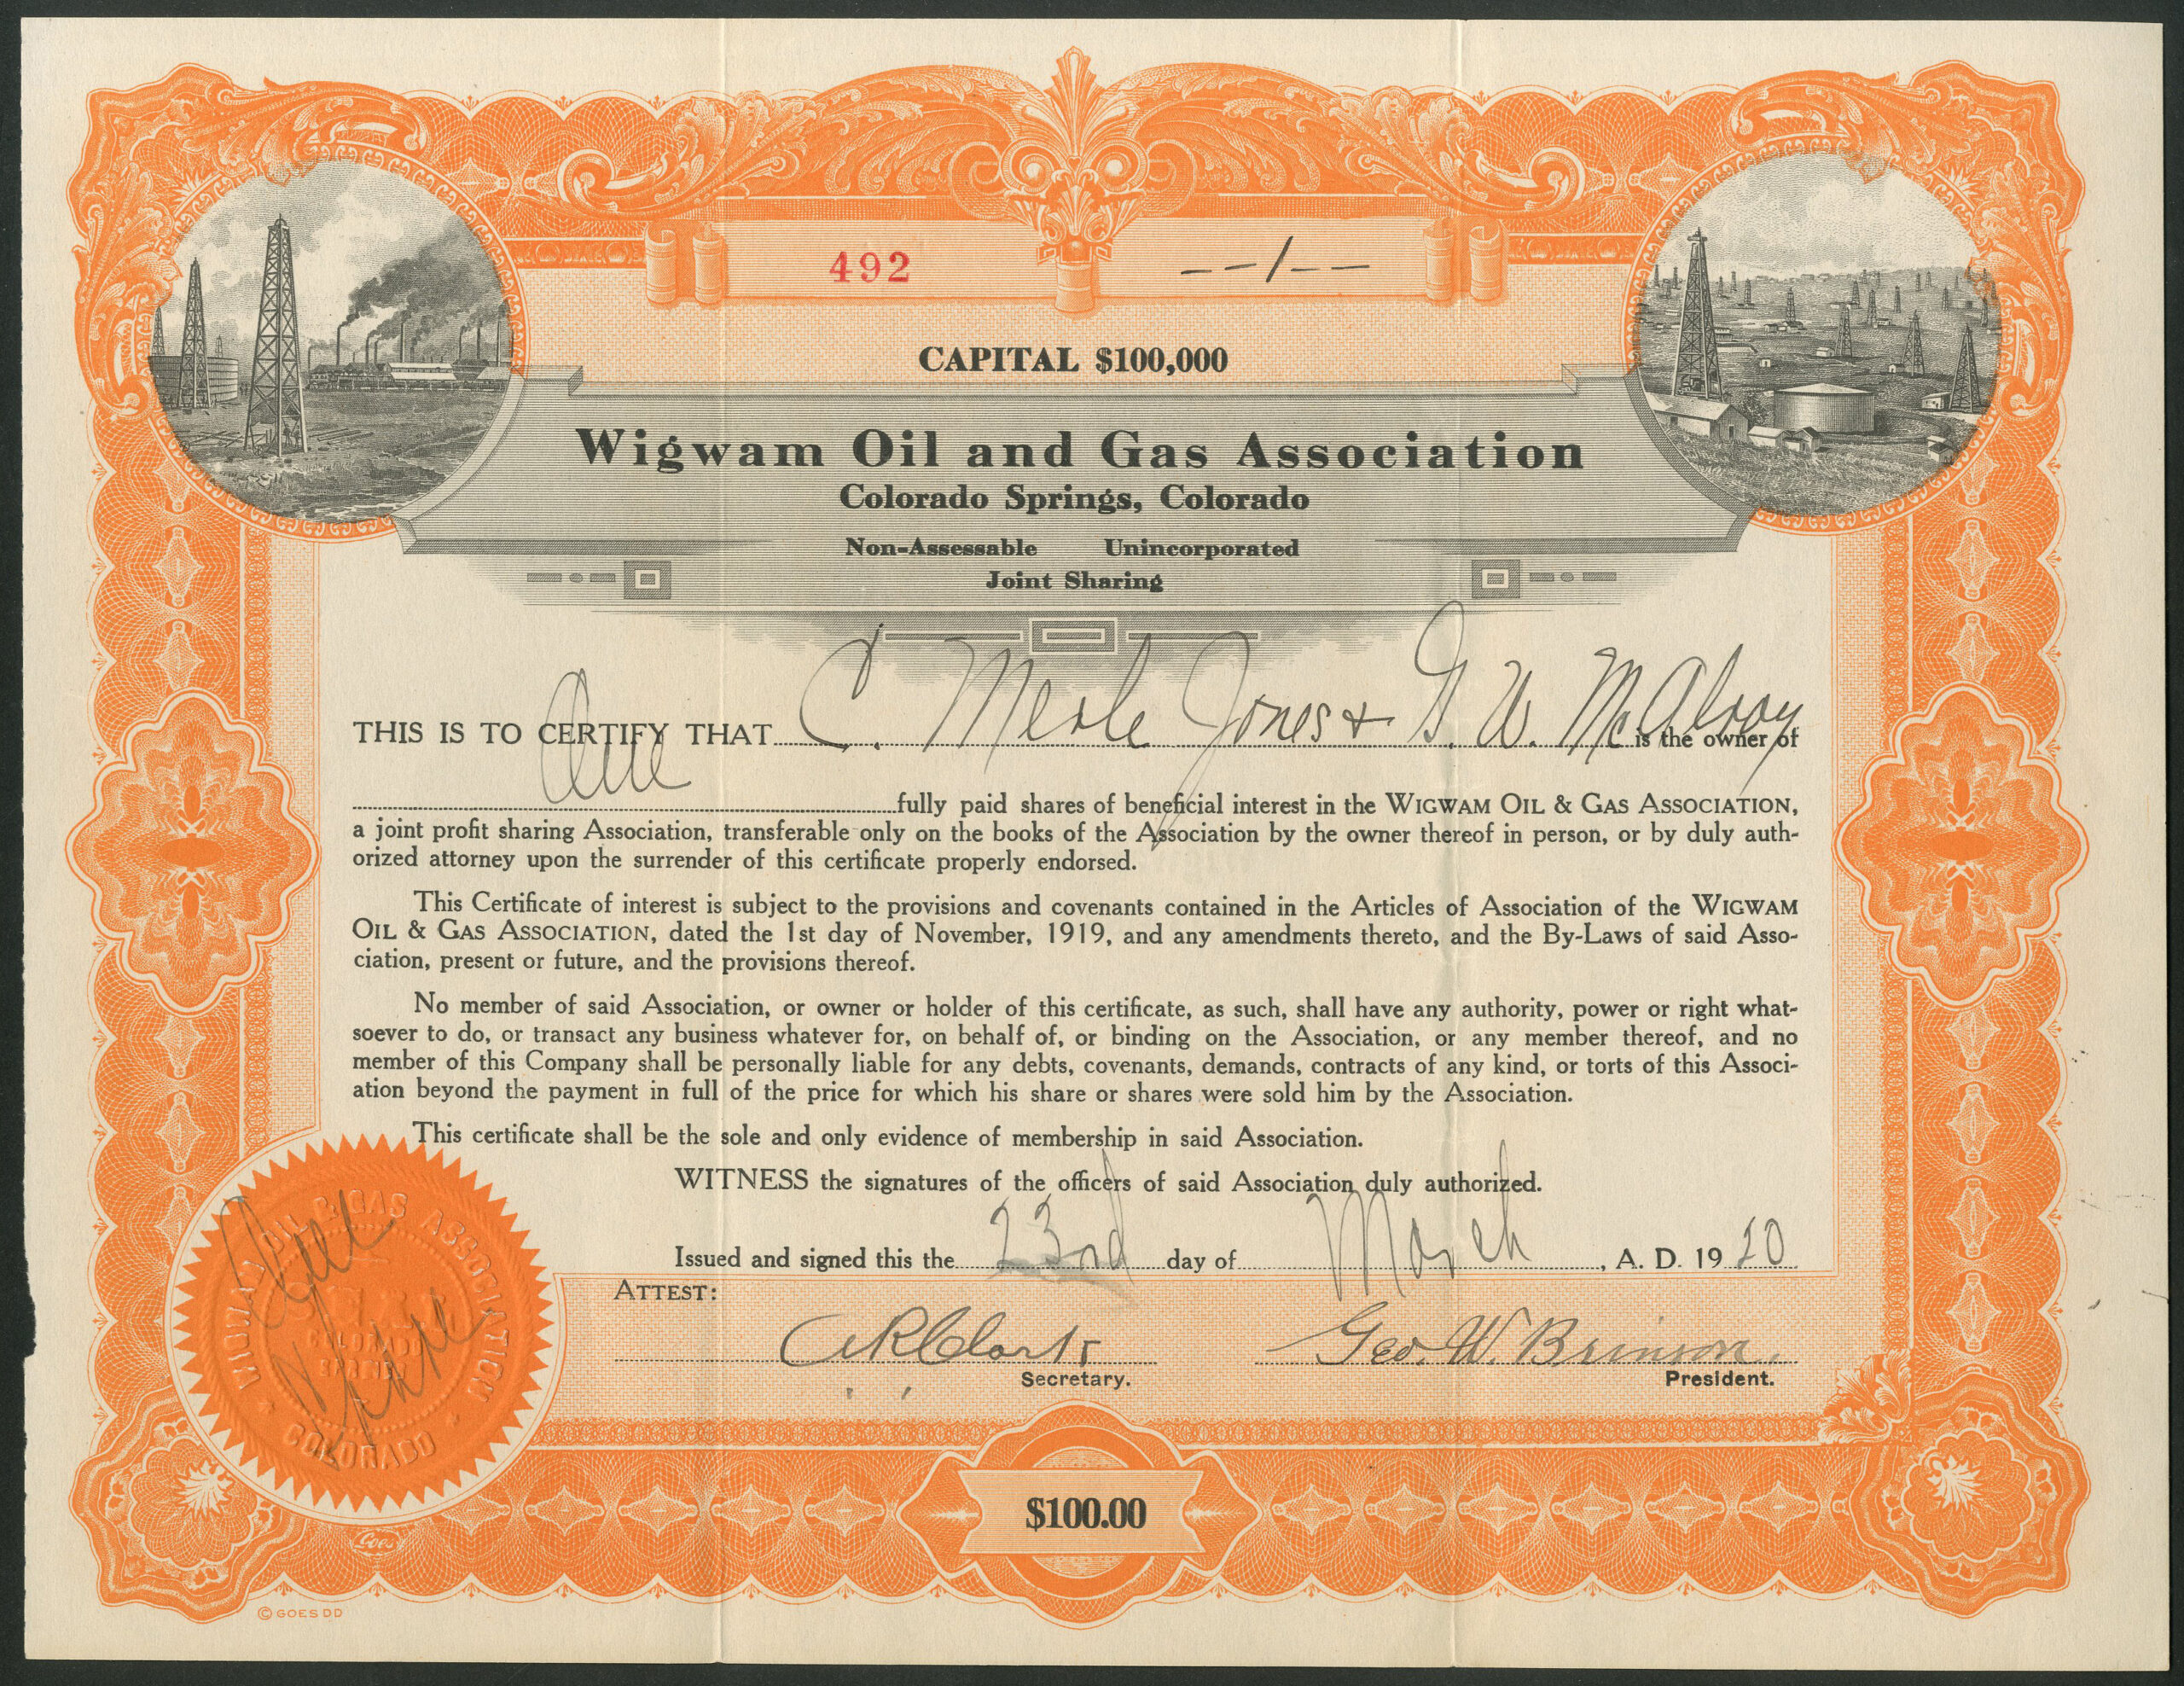 492 --1--
CAPITAL $100,000
Wigwam Oil and Gas Association
Colorado Springs, Colorado
Non-Assessable Unincorporated
Joint Sharing
THIS IS TO CERTIFY THAT C. Merle Jones & G. W. McAlroy is the owner of
One fully paid shares of beneficial interest in the WIGWAM OIL & GAS ASSOCIATION,
a joint profit sharing Association, transferable only on the books of the Association by the owner thereof in person, or by duly auth-
orized attorney upon the surrender of this certificate properly endorsed.
This Certificate of interest is subject to the provisions and covenants contained in the Articles of Association of the WIGWAM
OIL & GAS ASSOCIATION, dated the 1st day of November, 1919, and any amendments thereto, and the By-Laws of said Asso-
ciation, present or future, and the provisions thereof.
No member of said Association, or owner or holder of this certificate, as such, shall have any authority, power or right what-
soever to do, or transact any business whatever for, on behalf of, or binding on the Association, or any member thereof, and no
member of this Company shall be personally liable for any debts, covenants, demands, contracts of any kind, or torts of this Associ-
ation beyond the payment in full of the price for which his share or shares were sold him by the Association.
This certificate shall be the sole and only evidence of membership in said Association.
WITNESS the signatures of the officers of said Association duly authorized.
Issued and signed this the 23rd day of March, A. D. 1920
ATTEST:
Geo. W. Brinson
Secretary. President.
WIGWAM OIL & GAS ASSOCIATION
SEAL
COLORADO
SPRINGS
COLORADO
$100.00
Goes
© GOES DD